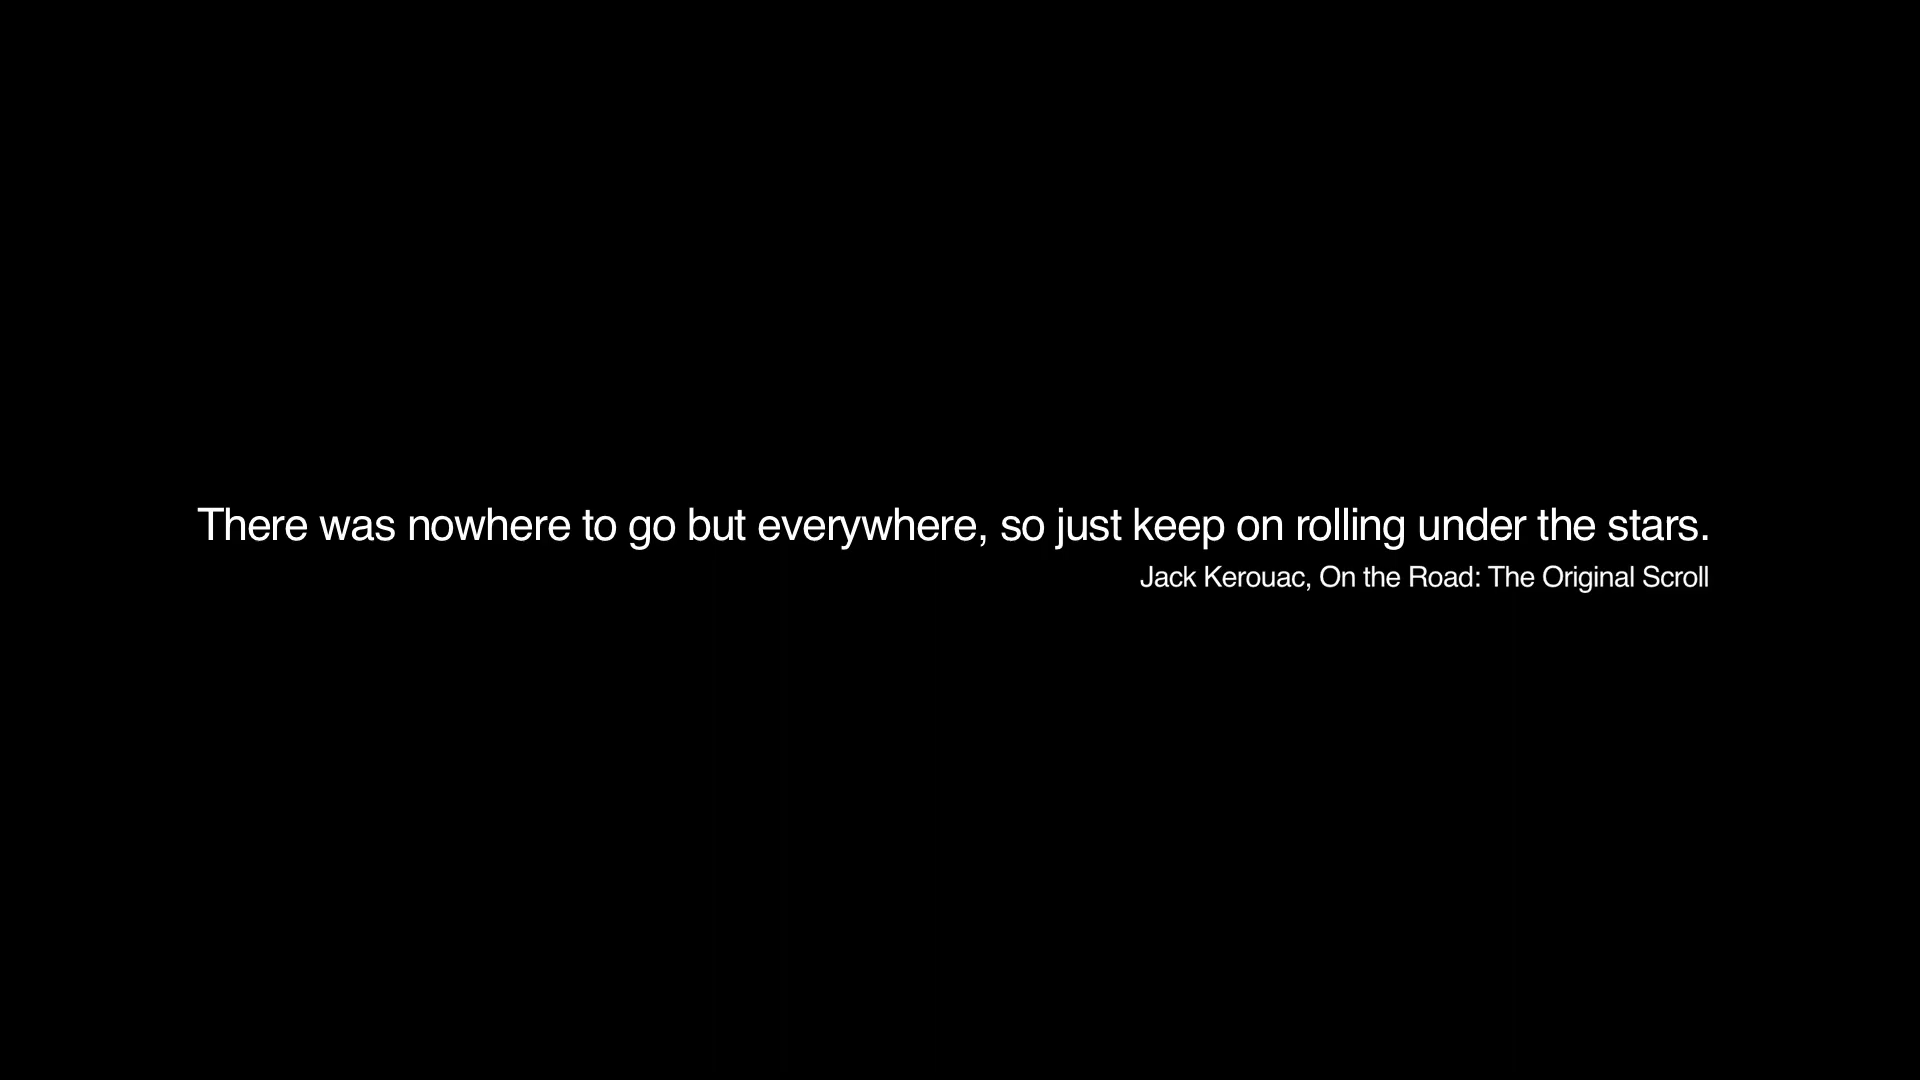 There was nowhere to go but everywhere, so just keep on rolling under the stars.
Jack Kerouac, On the Road: The Original Scroll